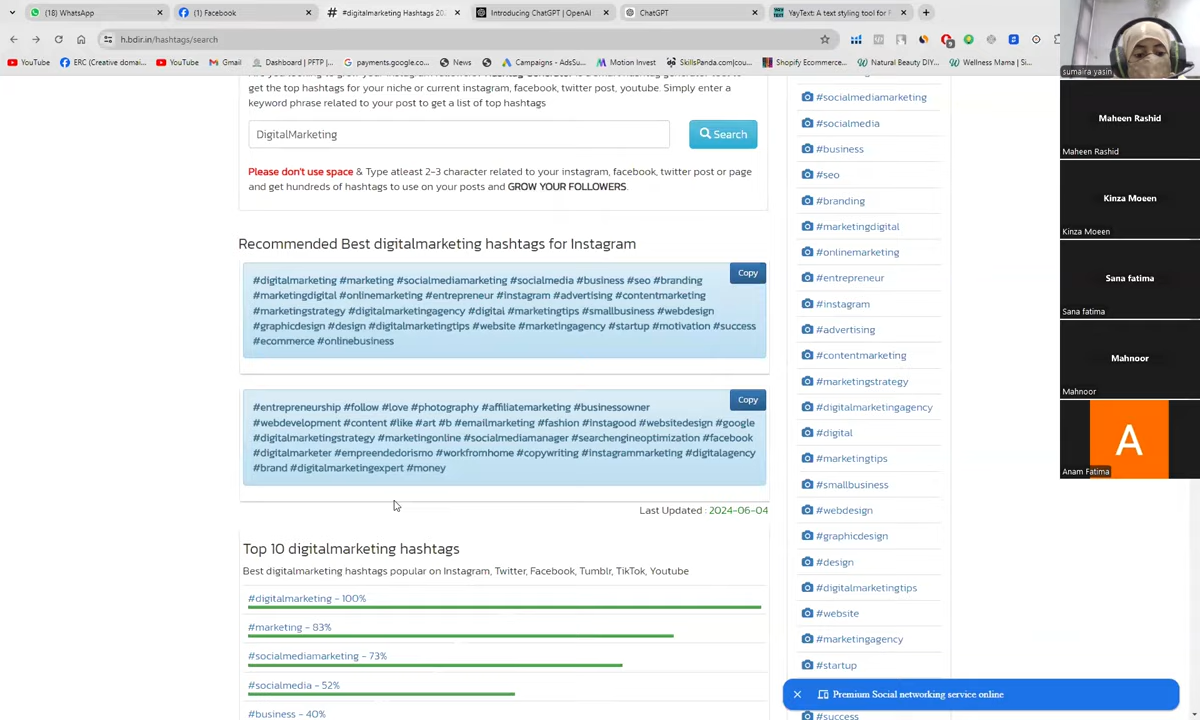 (18) WhatsApp
(1) Facebook
#digitalmarketing Hashtags 202
Introducing ChatGPT | OpenAI
ChatGPT
YayText: A text styling tool for F
h.bdir.in/hashtags/search
YouTube
ERC (Creative domai...
YouTube
Gmail
Dashboard | PFTP |...
payments.google.co...
News
Campaigns - AdsSu...
Motion Invest
SkillsPanda.com|cou...
Shopify Ecommerce...
Natural Beauty DIY...
Wellness Mama | Si...
get the top hashtags for your niche or current instagram, facebook, twitter post, youtube. Simply enter a
keyword phrase related to your post to get a list of top hashtags
DigitalMarketing
Search
Please don't use space & Type atleast 2-3 character related to your instagram, facebook, twitter post or page
and get hundreds of hashtags to use on your posts and GROW YOUR FOLLOWERS.
Recommended Best digitalmarketing hashtags for Instagram
Copy
#digitalmarketing #marketing #socialmediamarketing #socialmedia #business #seo #branding
#marketingdigital #onlinemarketing #entrepreneur #instagram #advertising #contentmarketing
#marketingstrategy #digitalmarketingagency #digital #marketingtips #smallbusiness #webdesign
#graphicdesign #design #digitalmarketingtips #website #marketingagency #startup #motivation #success
#ecommerce #onlinebusiness
Copy
#entrepreneurship #follow #love #photography #affiliatemarketing #businessowner
#webdevelopment #content #like #art #b #emailmarketing #fashion #instagood #websitedesign #google
#digitalmarketingstrategy #marketingonline #socialmediamanager #searchengineoptimization #facebook
#digitalmarketer #empreendedorismo #workfromhome #copywriting #instagrammarketing #digitalagency
#brand #digitalmarketingexpert #money
Last Updated : 2024-06-04
Top 10 digitalmarketing hashtags
Best digitalmarketing hashtags popular on Instagram, Twitter, Facebook, Tumblr, TikTok, Youtube
#digitalmarketing - 100%
#marketing - 83%
#socialmediamarketing - 73%
#socialmedia - 52%
#business - 40%
#socialmediamarketing
#socialmedia
#business
#seo
#branding
#marketingdigital
#onlinemarketing
#entrepreneur
#instagram
#advertising
#contentmarketing
#marketingstrategy
#digitalmarketingagency
#digital
#marketingtips
#smallbusiness
#webdesign
#graphicdesign
#design
#digitalmarketingtips
#website
#marketingagency
#startup
Premium Social networking service online
#success
sumaira yasin
Maheen Rashid
Maheen Rashid
Kinza Moeen
Kinza Moeen
Sana fatima
Sana fatima
Mahnoor
Mahnoor
A
Anam Fatima